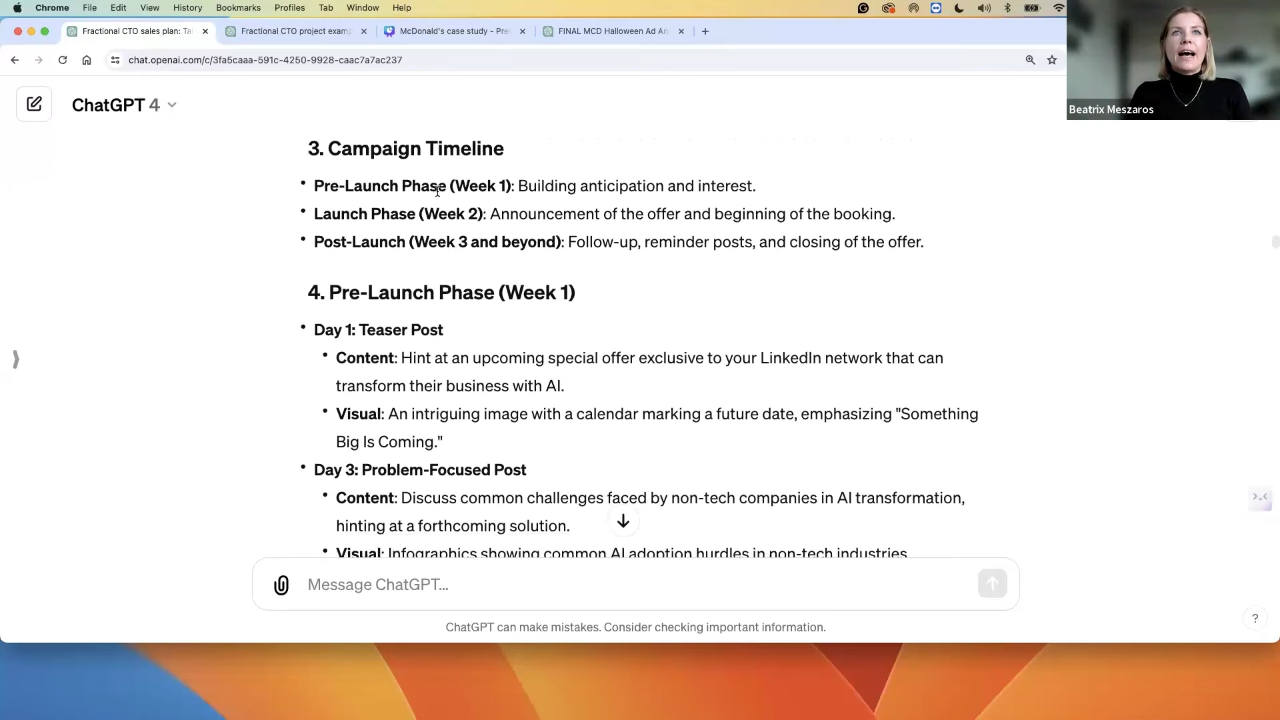 Chrome File Edit View History Bookmarks Profiles Tab Window Help
Fractional CTO sales plan: Tal
Fractional CTO project examp
McDonald's case study - Pre
FINAL MCD Halloween Ad An
chat.openai.com/c/3fa5caaa-591c-4250-9928-caac7a7ac237
Beatrix Meszaros
ChatGPT 4
3. Campaign Timeline
• Pre-Launch Phase (Week 1): Building anticipation and interest.
• Launch Phase (Week 2): Announcement of the offer and beginning of the booking.
• Post-Launch (Week 3 and beyond): Follow-up, reminder posts, and closing of the offer.
4. Pre-Launch Phase (Week 1)
• Day 1: Teaser Post
• Content: Hint at an upcoming special offer exclusive to your LinkedIn network that can
transform their business with AI.
• Visual: An intriguing image with a calendar marking a future date, emphasizing "Something
Big Is Coming."
• Day 3: Problem-Focused Post
• Content: Discuss common challenges faced by non-tech companies in AI transformation,
hinting at a forthcoming solution.
• Visual: Infographics showing common AI adoption hurdles in non-tech industries
Message ChatGPT...
ChatGPT can make mistakes. Consider checking important information.
?